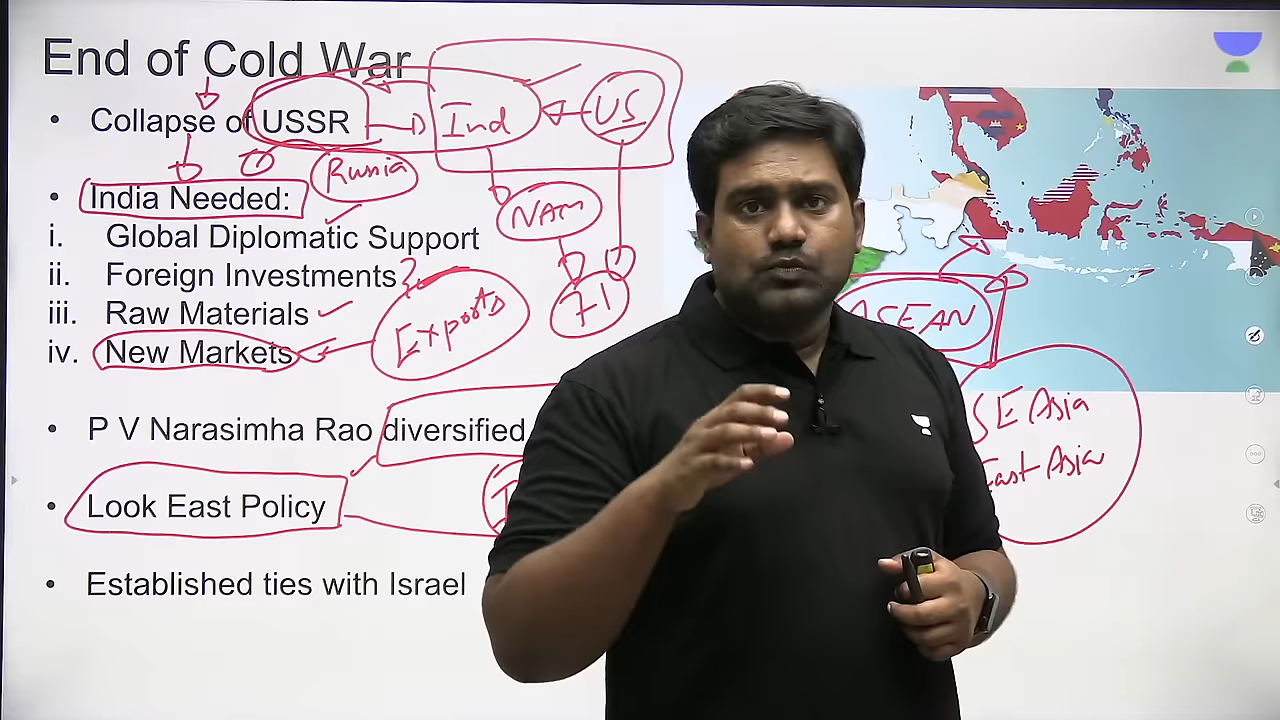 End of Cold War
• Collapse of USSR
Ind
US
Russia
• India Needed:
NAM
i. Global Diplomatic Support
ii. Foreign Investments
iii. Raw Materials
Exports
ASEAN
iv. New Markets
SE Asia
East Asia
• P V Narasimha Rao diversified
• Look East Policy
• Established ties with Israel